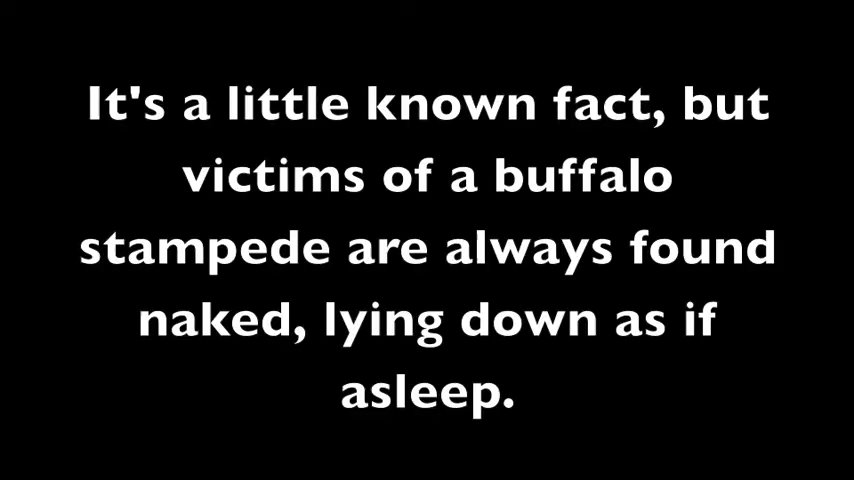 It's a little known fact, but
victims of a buffalo
stampede are always found
naked, lying down as if
asleep.